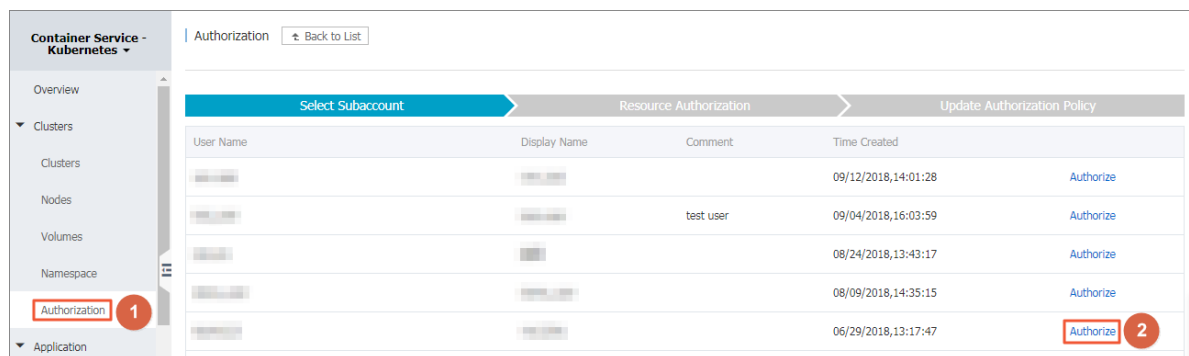 Container Service -
Kubernetes
Authorization
Back to List
Overview
Clusters
Clusters
Nodes
Volumes
Namespace
Authorization
1
Application
Select Subaccount
Resource Authorization
Update Authorization Policy
User Name
Display Name
Comment
Time Created
09/12/2018,14:01:28
Authorize
test user
09/04/2018,16:03:59
Authorize
08/24/2018,13:43:17
Authorize
08/09/2018,14:35:15
Authorize
06/29/2018,13:17:47
Authorize
2